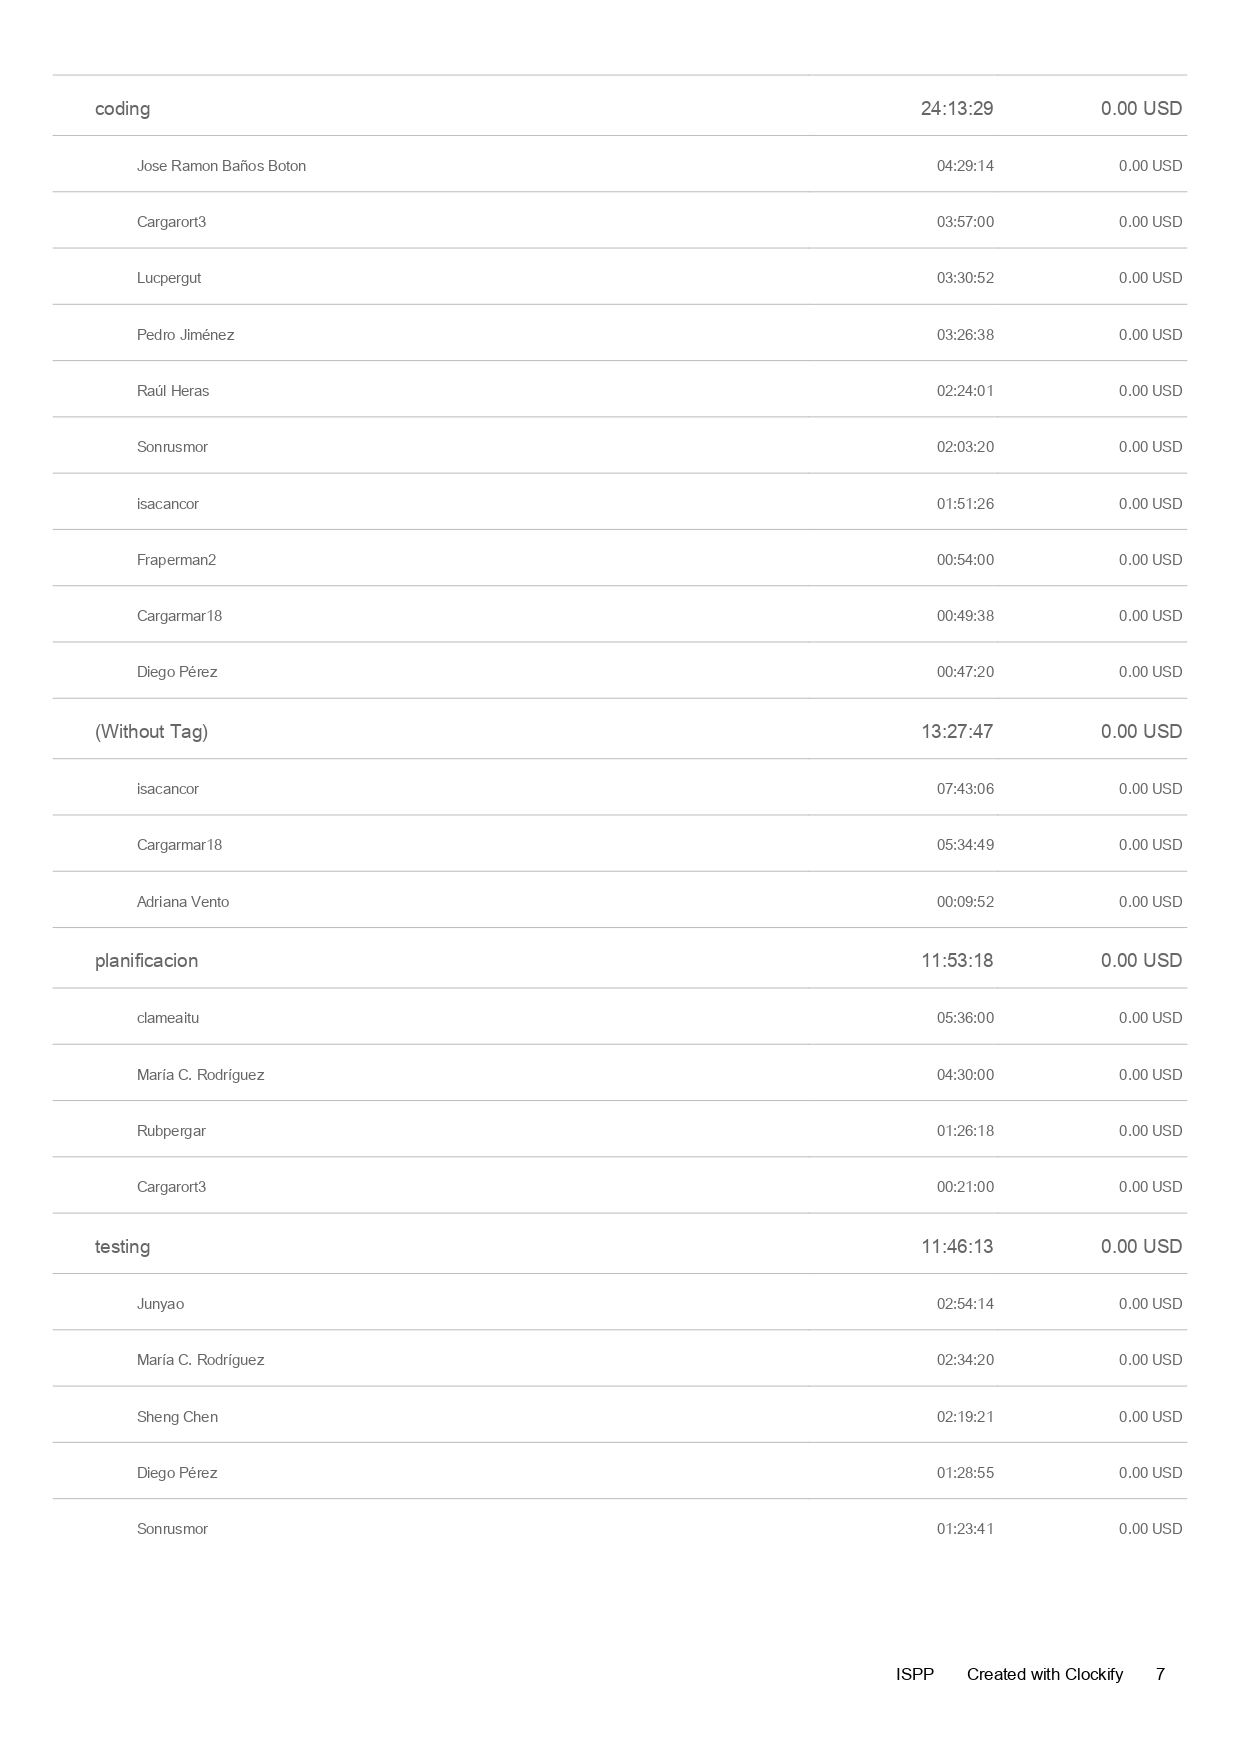 coding 24:13:29 0.00 USD
Jose Ramon Baños Boton 04:29:14 0.00 USD
Cargarort3 03:57:00 0.00 USD
Lucpergut 03:30:52 0.00 USD
Pedro Jiménez 03:26:38 0.00 USD
Raúl Heras 02:24:01 0.00 USD
Sonrusmor 02:03:20 0.00 USD
isacancor 01:51:26 0.00 USD
Fraperman2 00:54:00 0.00 USD
Cargarmar18 00:49:38 0.00 USD
Diego Pérez 00:47:20 0.00 USD
(Without Tag) 13:27:47 0.00 USD
isacancor 07:43:06 0.00 USD
Cargarmar18 05:34:49 0.00 USD
Adriana Vento 00:09:52 0.00 USD
planificacion 11:53:18 0.00 USD
clameaitu 05:36:00 0.00 USD
María C. Rodríguez 04:30:00 0.00 USD
Rubpergar 01:26:18 0.00 USD
Cargarort3 00:21:00 0.00 USD
testing 11:46:13 0.00 USD
Junyao 02:54:14 0.00 USD
María C. Rodríguez 02:34:20 0.00 USD
Sheng Chen 02:19:21 0.00 USD
Diego Pérez 01:28:55 0.00 USD
Sonrusmor 01:23:41 0.00 USD
ISPP Created with Clockify 7